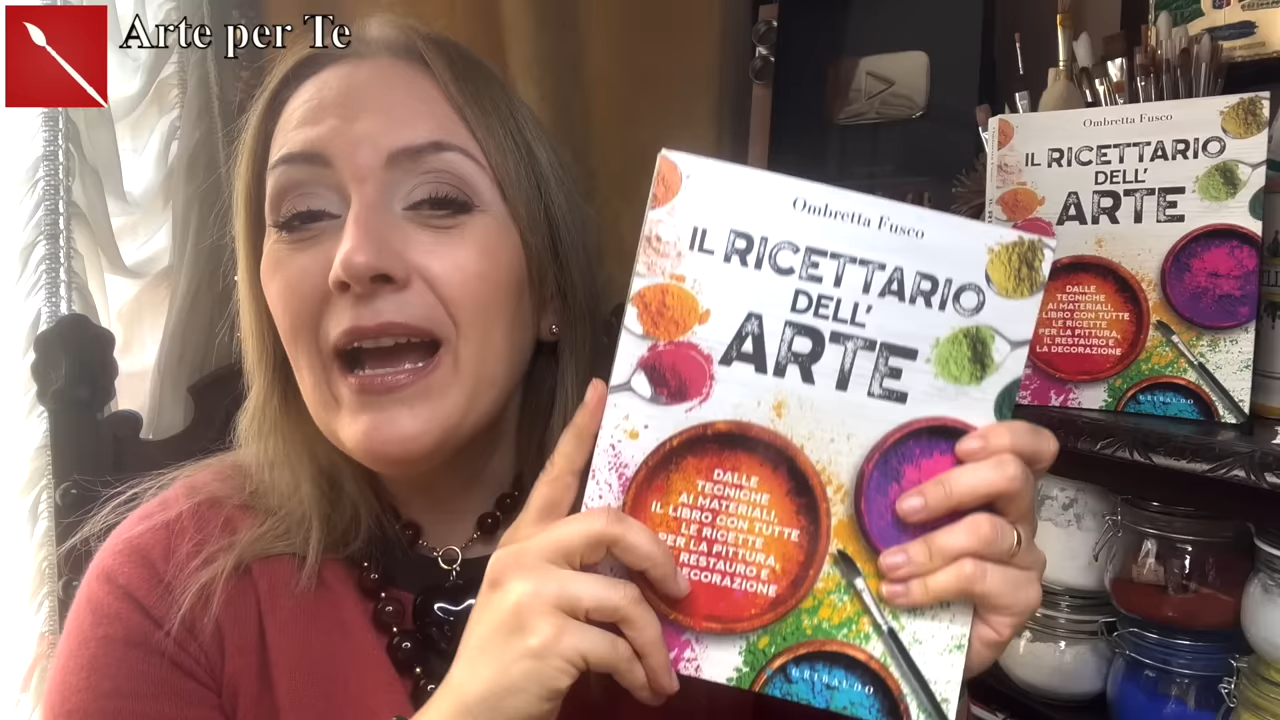 Arte per Te
Ombretta Fusco
IL RICETTARIO
DELL'
ARTE
DALLE
TECNICHE
AI MATERIALI,
IL LIBRO CON TUTTE
LE RICETTE
PER LA PITTURA,
RESTAURO E
DECORAZIONE
GRIBAUDO
Ombretta Fusco
IL RICETTARIO
DELL'
ARTE
DALLE
TECNICHE
AI MATERIALI,
LIBRO CON TUTTE
LE RICETTE
PER LA PITTURA,
IL RESTAURO E
LA DECORAZIONE
GRIBAUDO